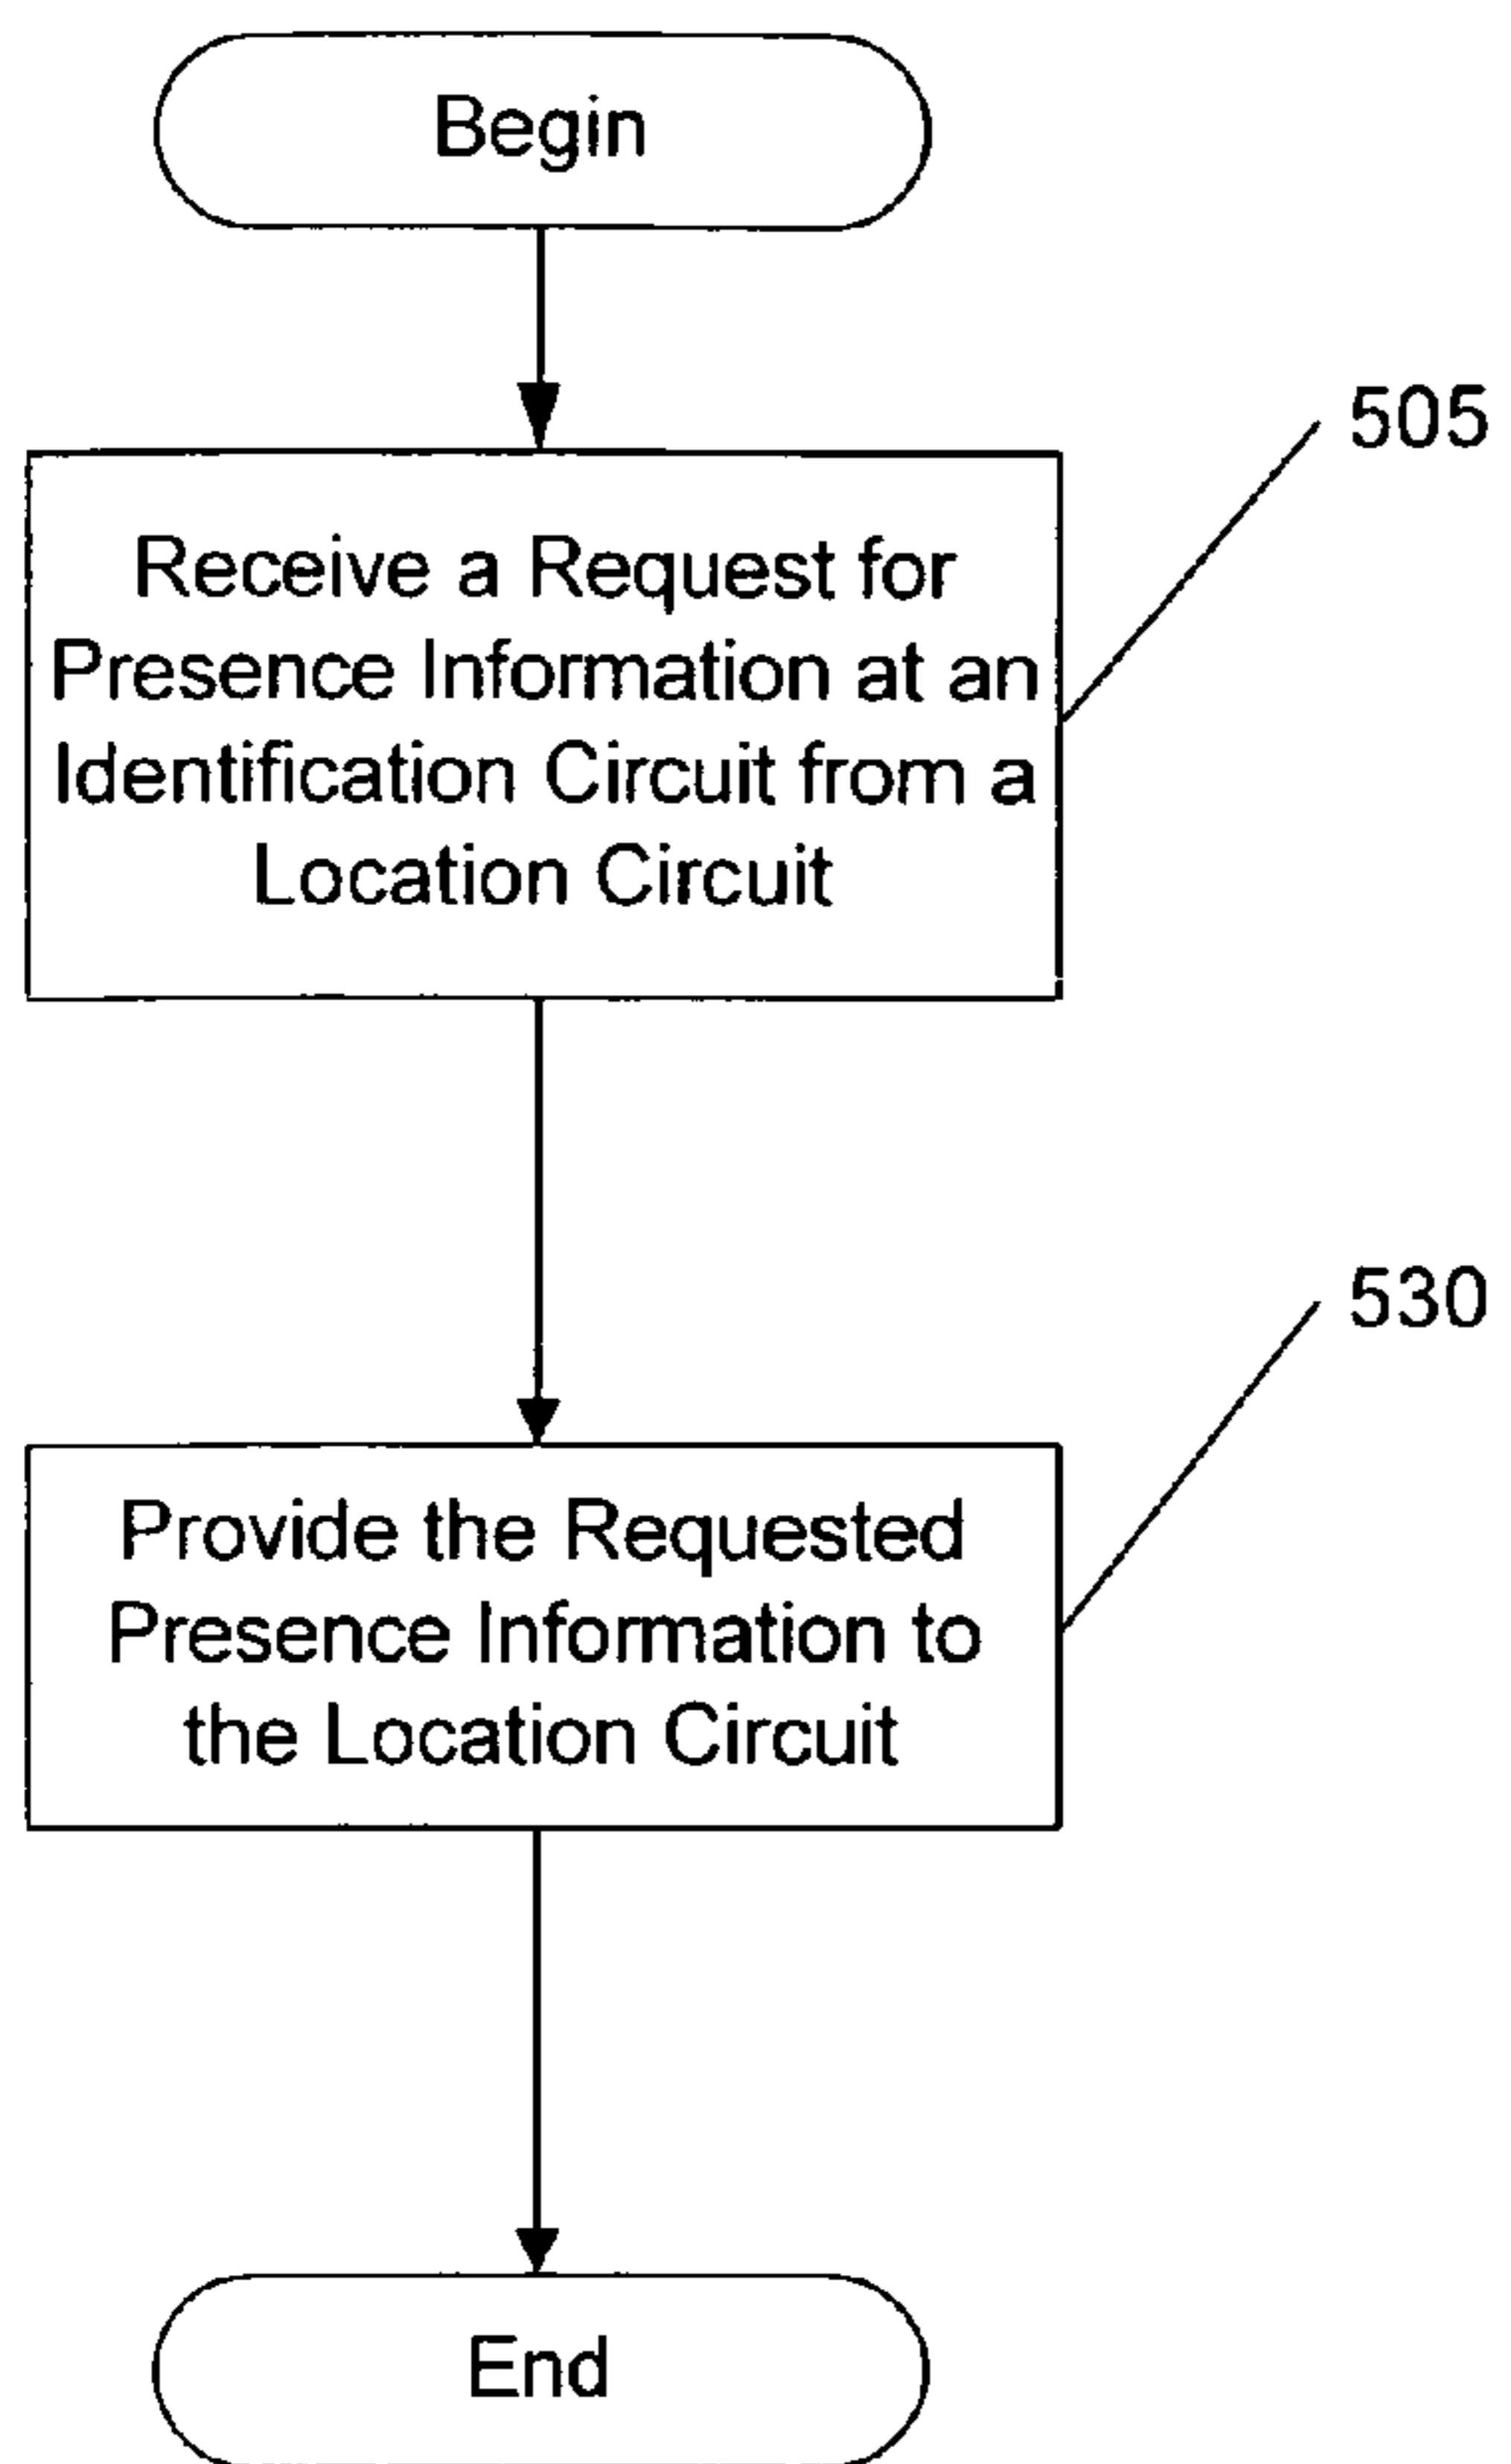 Begin
505
Receive a Request for
Presence Information at an
Identification Circuit from a
Location Circuit
530
Provide the Requested
Presence Information to
the Location Circuit
End